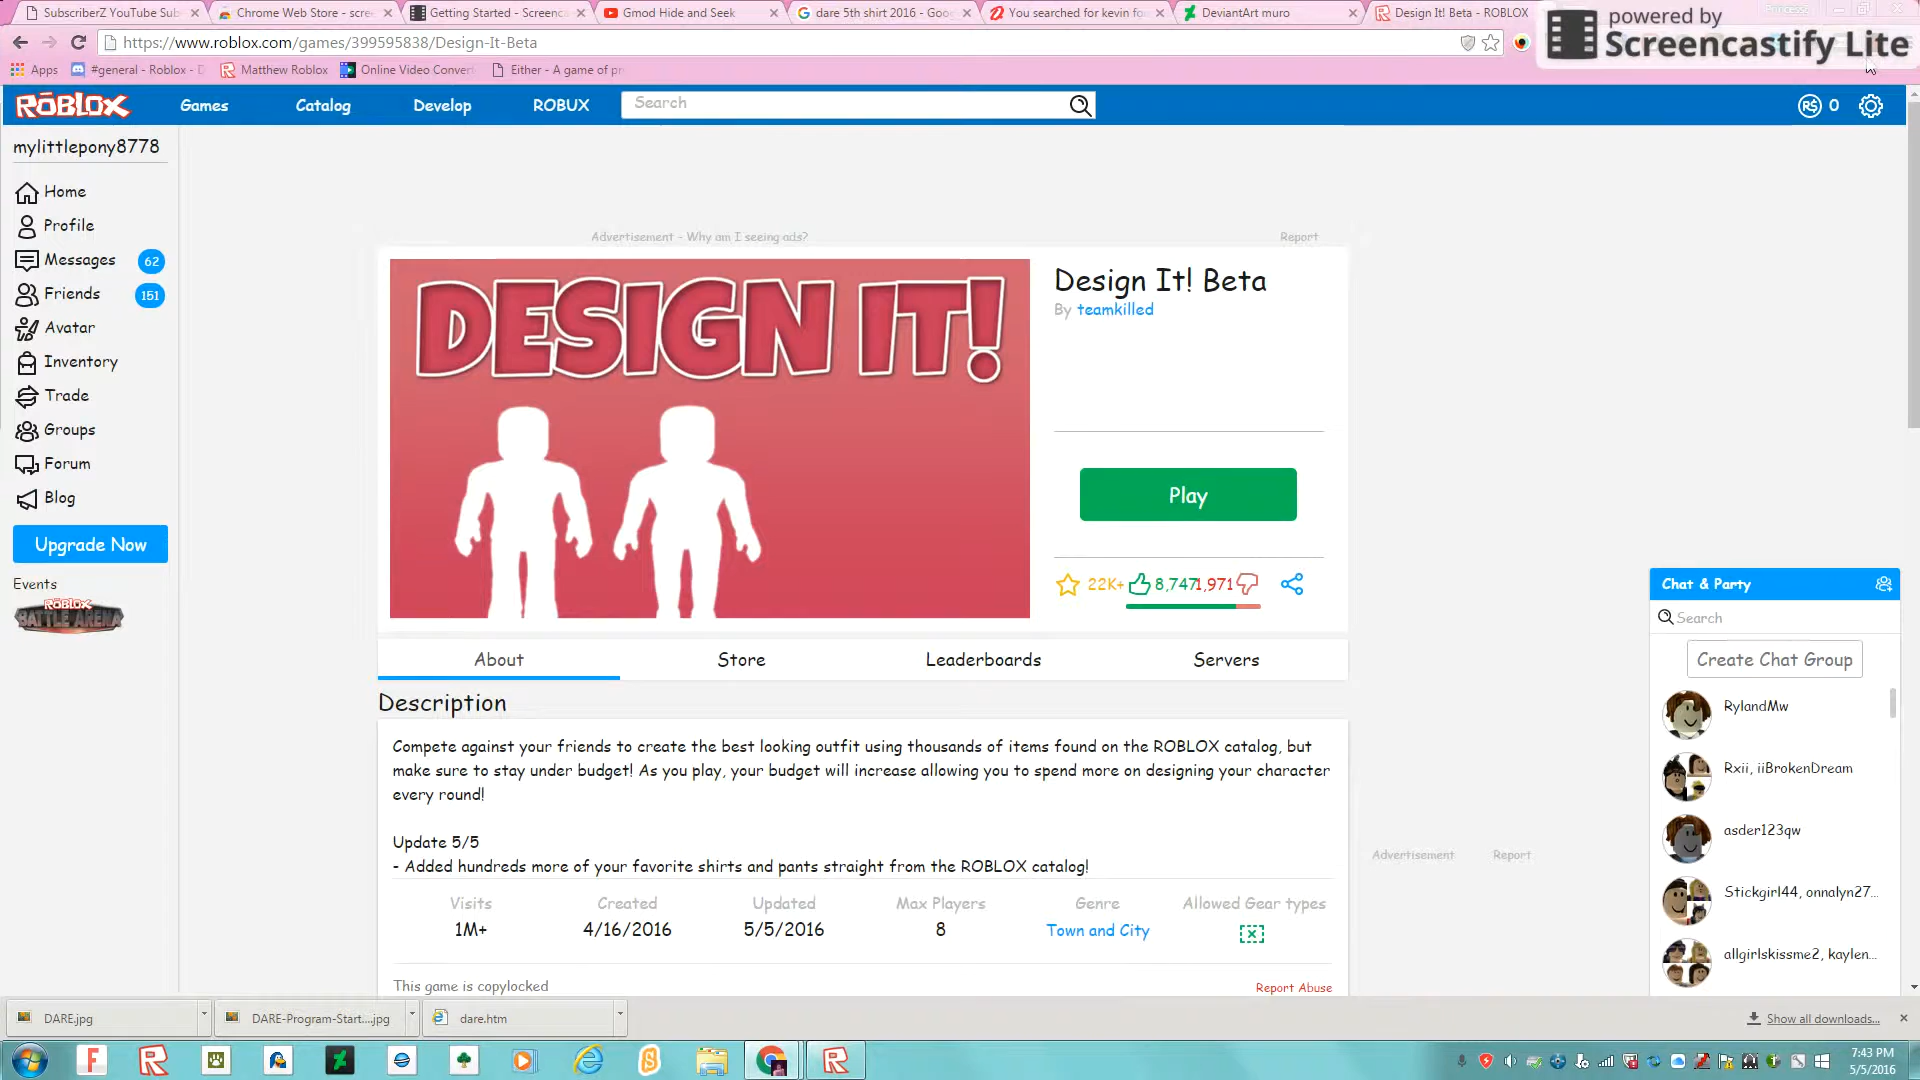 SubscriberZ YouTube Sub
Chrome Web Store - scre
Getting Started - Screenca
Gmod Hide and Seek
dare 5th shirt 2016 - Goo
You searched for kevin fo
DeviantArt muro
Design It! Beta - ROBLOX
powered by
Screencastify Lite
https://www.roblox.com/games/399595838/Design-It-Beta
Apps
#general - Roblox - D
Matthew Roblox
Online Video Convert
Either - A game of pr
ROBLOX
Games
Catalog
Develop
ROBUX
Search
R$ 0
mylittlepony8778
Home
Profile
Messages 62
Friends 151
Avatar
Inventory
Trade
Groups
Forum
Blog
Upgrade Now
Events
ROBLOX
BATTLE ARENA
Advertisement - Why am I seeing ads?
Report
DESIGN IT!
Design It! Beta
By teamkilled
Play
22K+
8,747
1,971
About
Store
Leaderboards
Servers
Description
Compete against your friends to create the best looking outfit using thousands of items found on the ROBLOX catalog, but
make sure to stay under budget! As you play, your budget will increase allowing you to spend more on designing your character
every round!
Update 5/5
- Added hundreds more of your favorite shirts and pants straight from the ROBLOX catalog!
Visits
Created
Updated
Max Players
Genre
Allowed Gear types
1M+
4/16/2016
5/5/2016
8
Town and City
This game is copylocked
Report Abuse
Advertisement
Report
Chat & Party
Search
Create Chat Group
RylandMw
Rxii, iiBrokenDream
asder123qw
Stickgirl44, onnalyn27...
allgirlskissme2, kaylen...
DARE.jpg
DARE-Program-Start....jpg
dare.htm
Show all downloads...
7:43 PM
5/5/2016